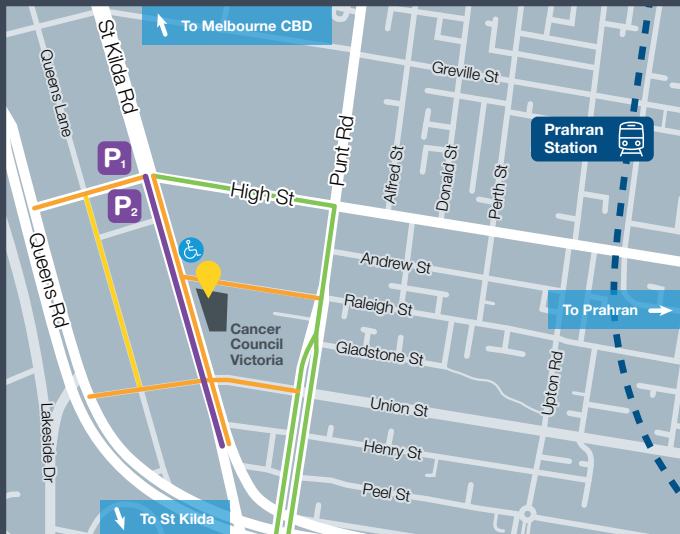 To Melbourne CBD
St Kilda Rd
Queens Lane
Greville St
Punt Rd
Prahran
Station
Alfred St
Donald St
Perth St
P1
P2
High St
Queens Rd
Andrew St
Raleigh St
To Prahran
Cancer
Council
Victoria
Gladstone St
Upton Rd
Union St
Lakeside Dr
Henry St
Peel St
To St Kilda